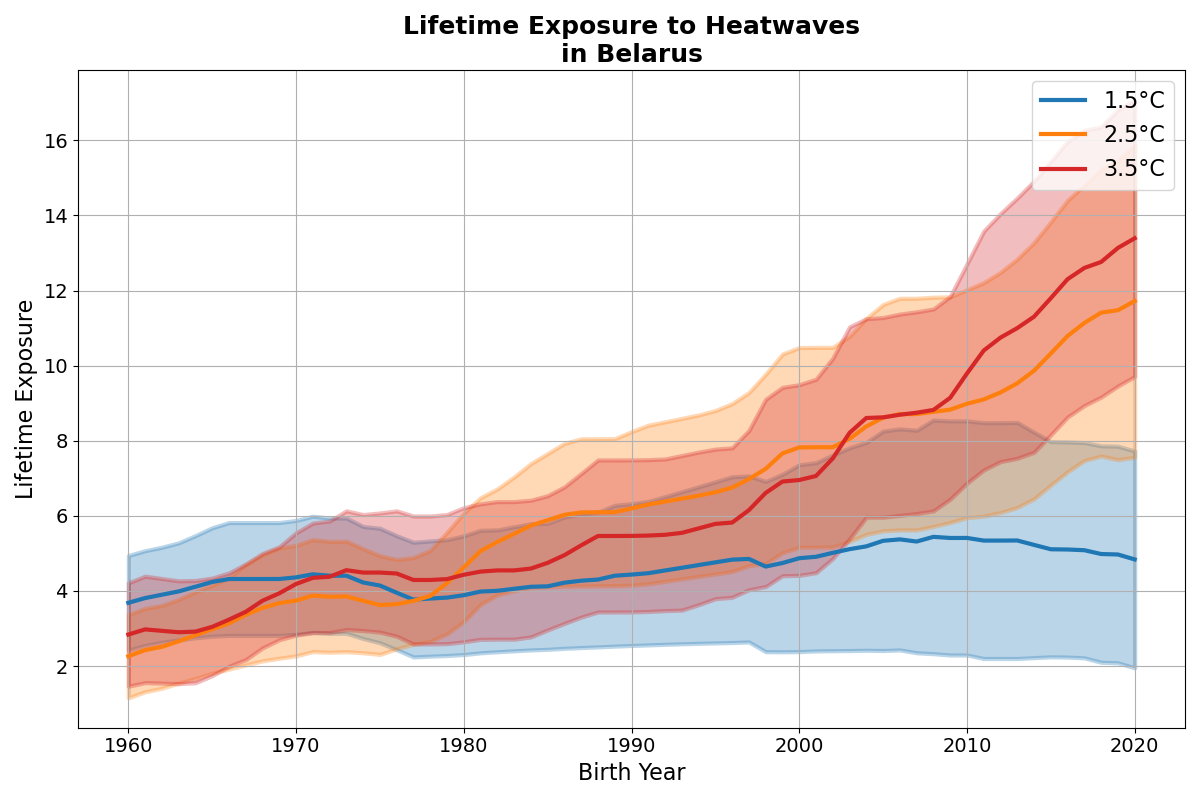 Lifetime Exposure to Heatwaves
in Belarus
1.5°C
2.5°C
3.5°C
Lifetime Exposure
16
14
12
10
8
6
4
2
1960
1970
1980
1990
2000
2010
2020
Birth Year